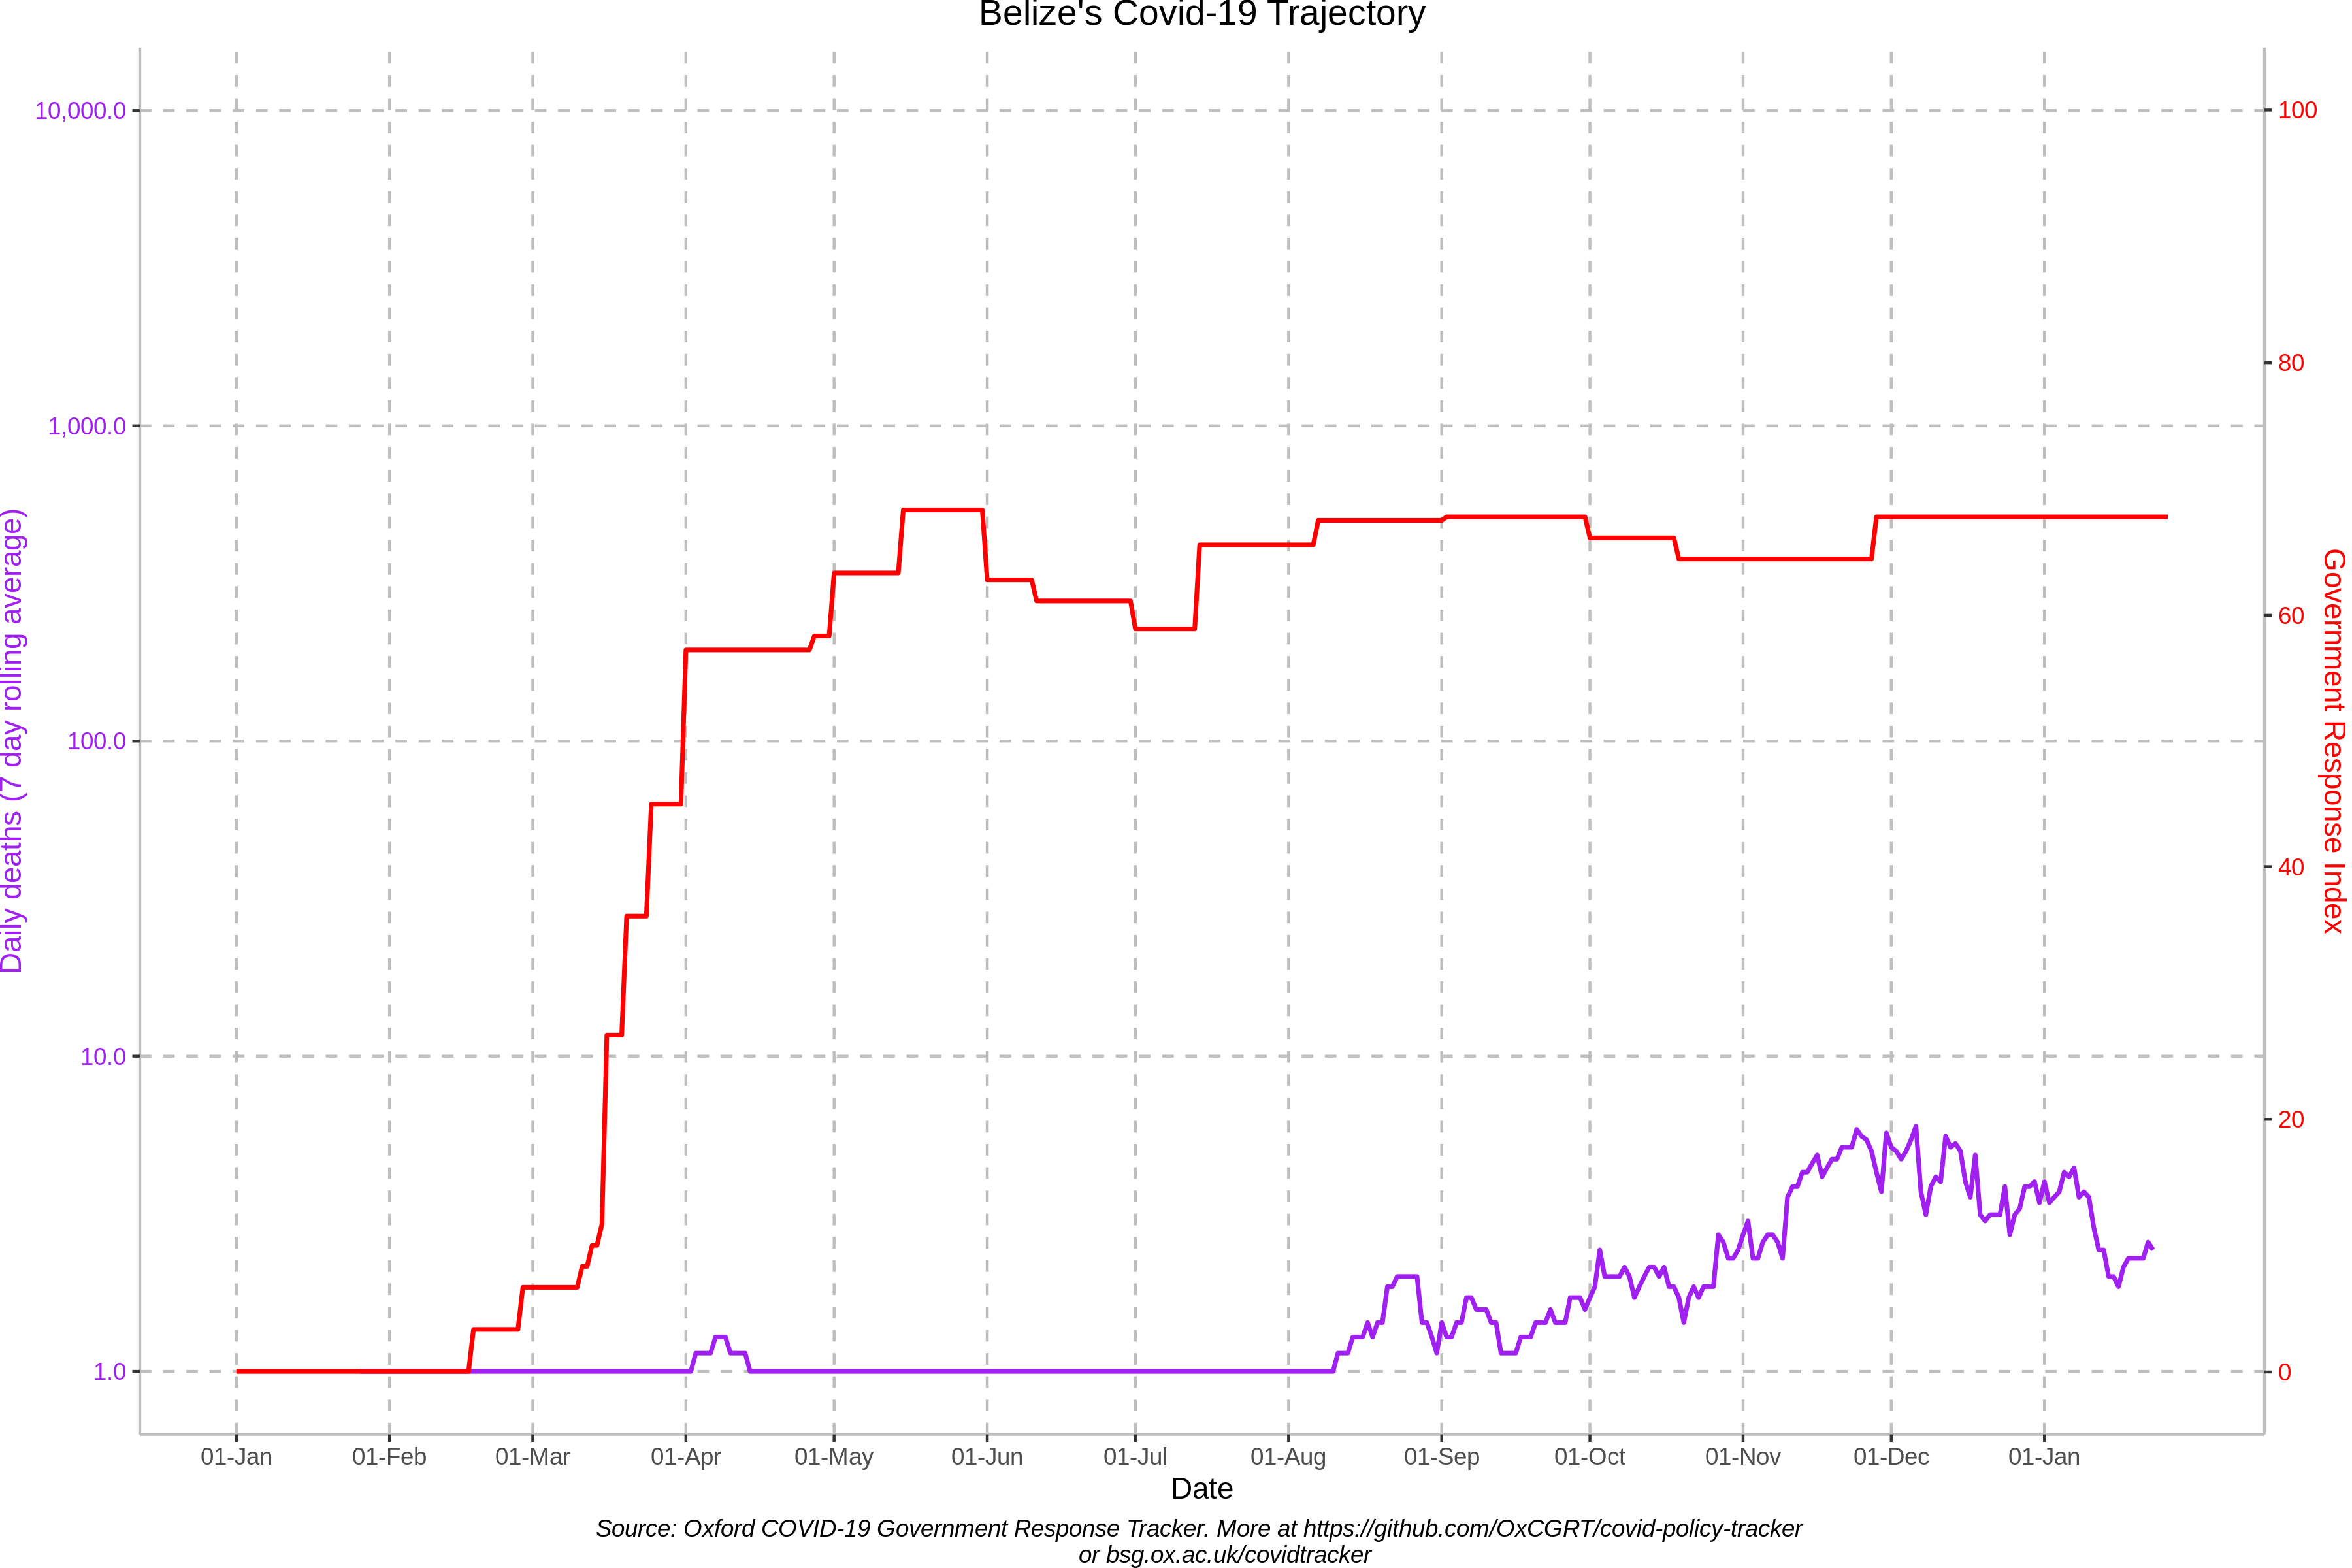 Belize's Covid-19 Trajectory
10,000.0
1,000.0
100.0
10.0
1.0
Daily deaths (7 day rolling average)
100
80
60
40
20
0
Government Response Index
01-Jan 01-Feb 01-Mar 01-Apr 01-May 01-Jun 01-Jul 01-Aug 01-Sep 01-Oct 01-Nov 01-Dec 01-Jan
Date
Source: Oxford COVID-19 Government Response Tracker. More at https://github.com/OxCGRT/covid-policy-tracker
or bsg.ox.ac.uk/covidtracker